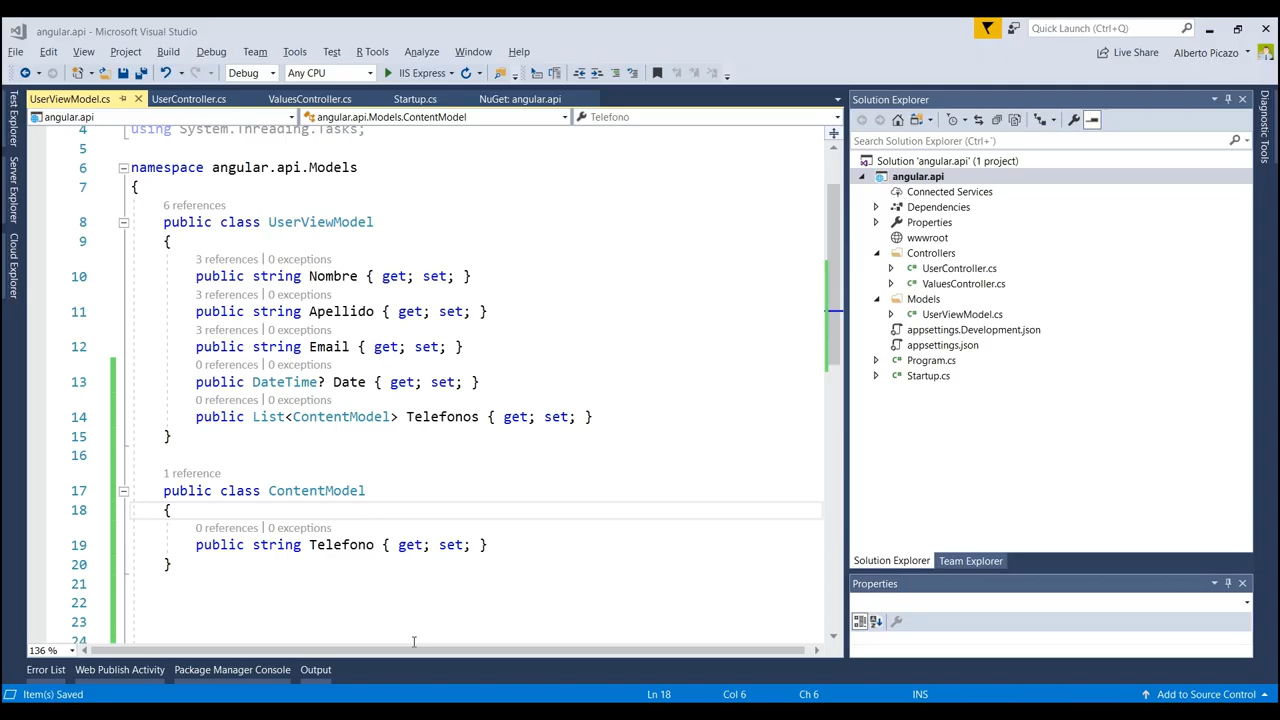 angular.api - Microsoft Visual Studio
Quick Launch (Ctrl+Q)
File Edit View Project Build Debug Team Tools Test R Tools Analyze Window Help
Live Share
Alberto Picazo
Debug
Any CPU
IIS Express
UserViewModel.cs
UserController.cs
ValuesController.cs
Startup.cs
NuGet: angular.api
angular.api
angular.api.Models.ContentModel
Telefono
Test Explorer
Server Explorer
Cloud Explorer
4 using System.Threading.Tasks;
5
6 namespace angular.api.Models
7 {
6 references
8 public class UserViewModel
9 {
3 references | 0 exceptions
10 public string Nombre { get; set; }
3 references | 0 exceptions
11 public string Apellido { get; set; }
3 references | 0 exceptions
12 public string Email { get; set; }
0 references | 0 exceptions
13 public DateTime? Date { get; set; }
0 references | 0 exceptions
14 public List<ContentModel> Telefonos { get; set; }
15 }
16
1 reference
17 public class ContentModel
18 {
0 references | 0 exceptions
19 public string Telefono { get; set; }
20 }
21
22
23
24
136 %
Solution Explorer
Search Solution Explorer (Ctrl+´)
Solution 'angular.api' (1 project)
angular.api
Connected Services
Dependencies
Properties
wwwroot
Controllers
C# UserController.cs
C# ValuesController.cs
Models
C# UserViewModel.cs
appsettings.Development.json
appsettings.json
C# Program.cs
C# Startup.cs
Solution Explorer
Team Explorer
Properties
Diagnostic Tools
Error List
Web Publish Activity
Package Manager Console
Output
Item(s) Saved
Ln 18
Col 6
Ch 6
INS
Add to Source Control